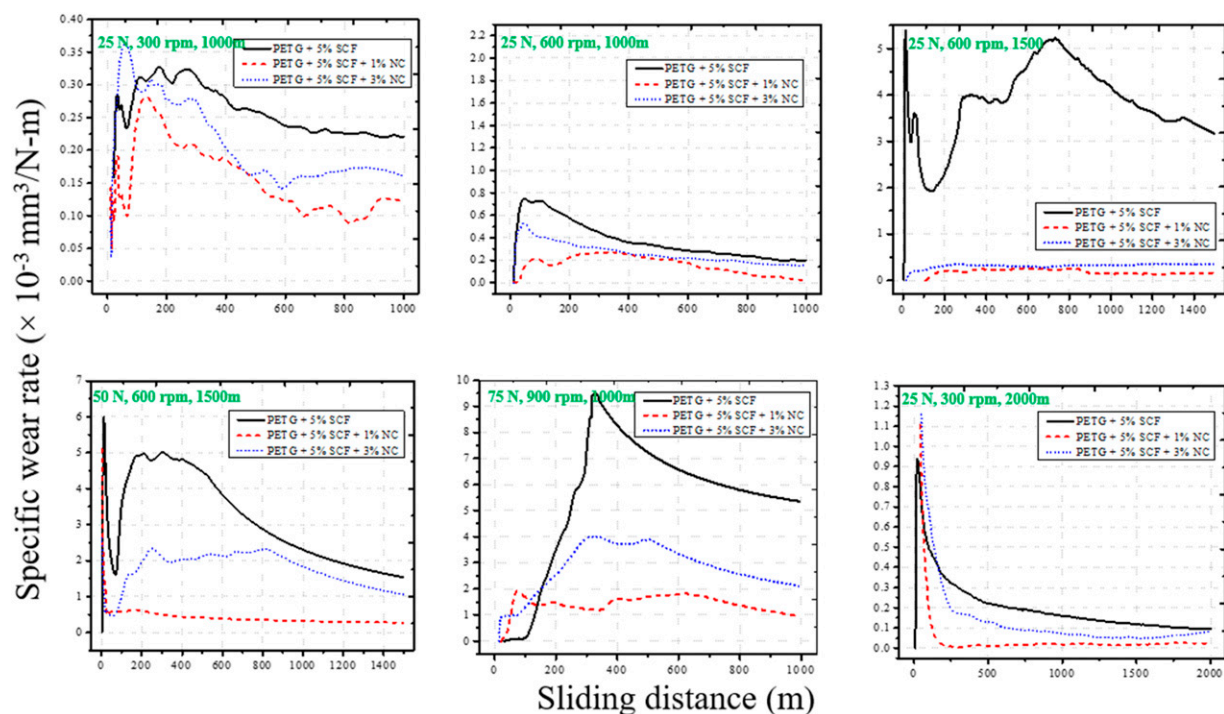 Specific wear rate (× 10⁻³ mm³/N-m)
0.40
0.35
0.30
0.25
0.20
0.15
0.10
0.05
0.00
25 N, 300 rpm, 1000m
PETG + 5% SCF
PETG + 5% SCF + 1% NC
PETG + 5% SCF + 3% NC
0 200 400 600 800 1000
2.2
2.0
1.8
1.6
1.4
1.2
1.0
0.8
0.6
0.4
0.2
0.0
25 N, 600 rpm, 1000m
PETG + 5% SCF
PETG + 5% SCF + 1% NC
PETG + 5% SCF + 3% NC
0 200 400 600 800 1000
5
4
3
2
1
0
25 N, 600 rpm, 1500
PETG + 5% SCF
PETG + 5% SCF + 1% NC
PETG + 5% SCF + 3% NC
0 200 400 600 800 1000 1200 1400
7
6
5
4
3
2
1
0
50 N, 600 rpm, 1500m
PETG + 5% SCF
PETG + 5% SCF + 1% NC
PETG + 5% SCF + 3% NC
0 200 400 600 800 1000 1200 1400
10
9
8
7
6
5
4
3
2
1
0
75 N, 900 rpm, 1000m
PETG + 5% SCF
PETG + 5% SCF + 1% NC
PETG + 5% SCF + 3% NC
0 200 400 600 800 1000
1.3
1.2
1.1
1.0
0.9
0.8
0.7
0.6
0.5
0.4
0.3
0.2
0.1
0.0
25 N, 300 rpm, 2000m
PETG + 5% SCF
PETG + 5% SCF + 1% NC
PETG + 5% SCF + 3% NC
0 500 1000 1500 2000
Sliding distance (m)